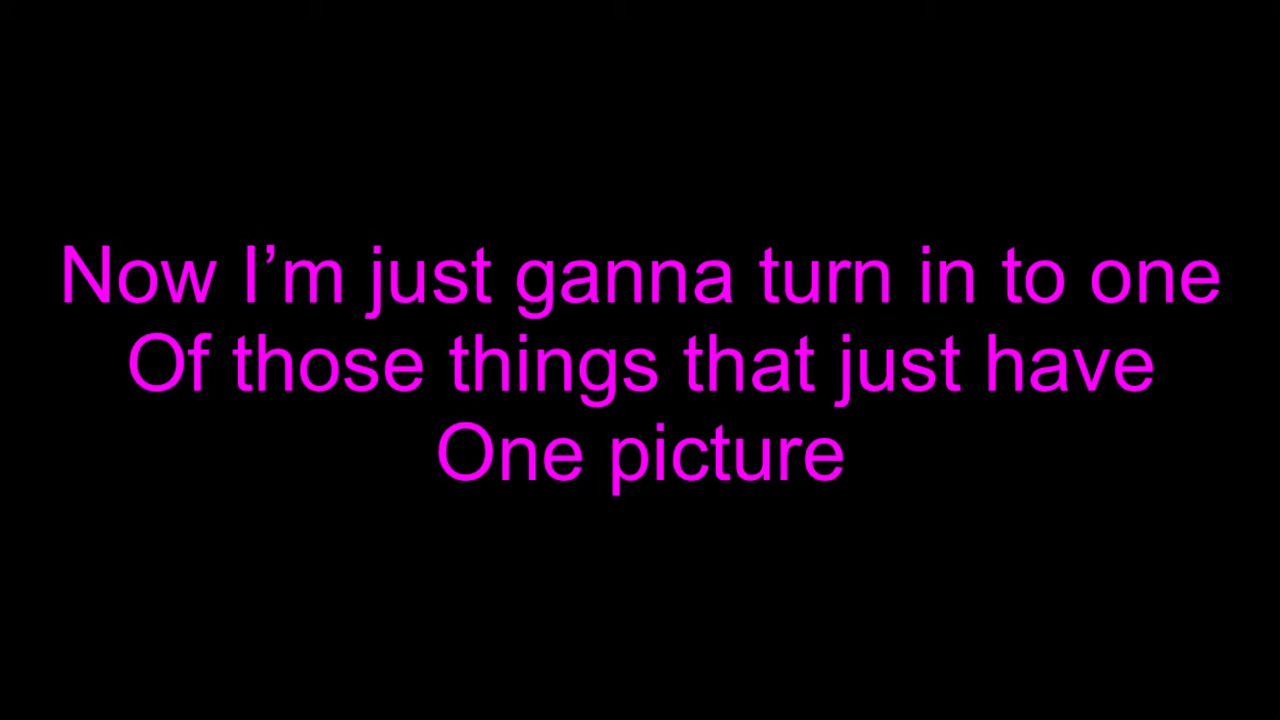 Now I’m just ganna turn in to one
Of those things that just have
One picture